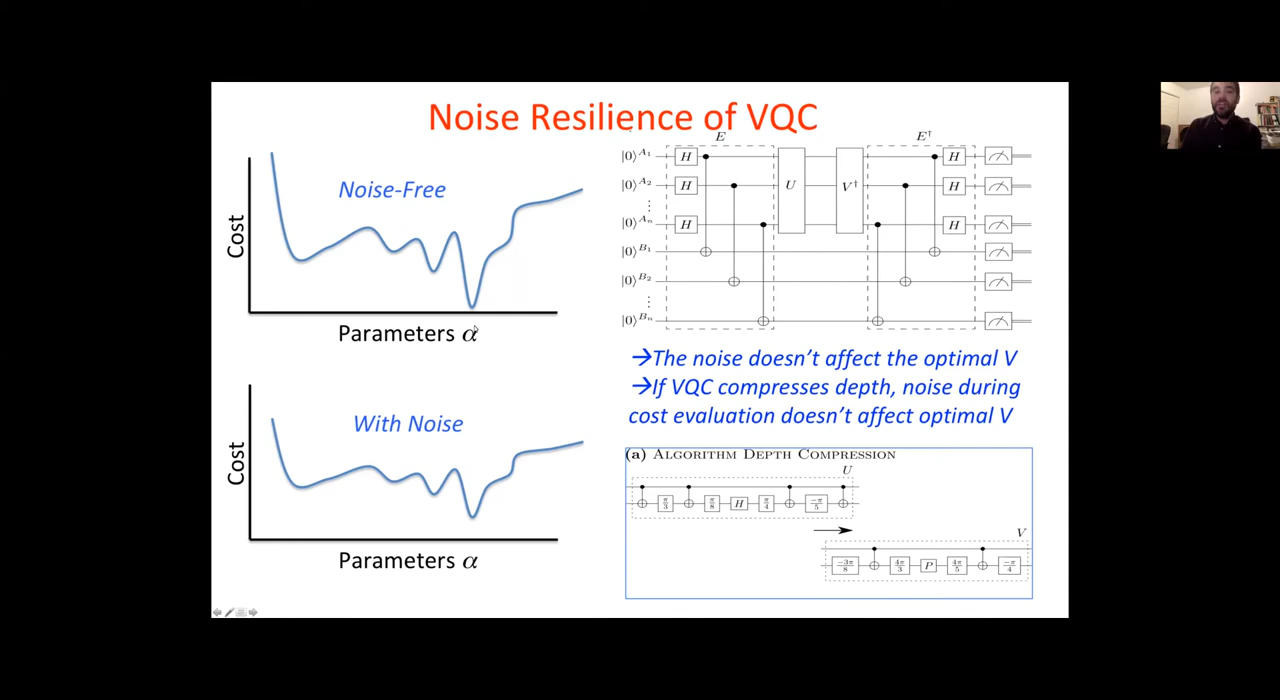 Noise Resilience of VQC
Noise-Free
Cost
Parameters α
With Noise
Cost
Parameters α
E
E†
|0⟩^A₁ H H
|0⟩^A₂ H H
⋮
U V†
|0⟩^Aₙ H H
|0⟩^B₁
|0⟩^B₂
⋮
|0⟩^Bₙ
→The noise doesn't affect the optimal V
→If VQC compresses depth, noise during
cost evaluation doesn't affect optimal V
(a) ALGORITHM DEPTH COMPRESSION
U
π/3 π/8 H π/4 −π/5
V
−3π/8 4π/3 P 4π/5 −π/4